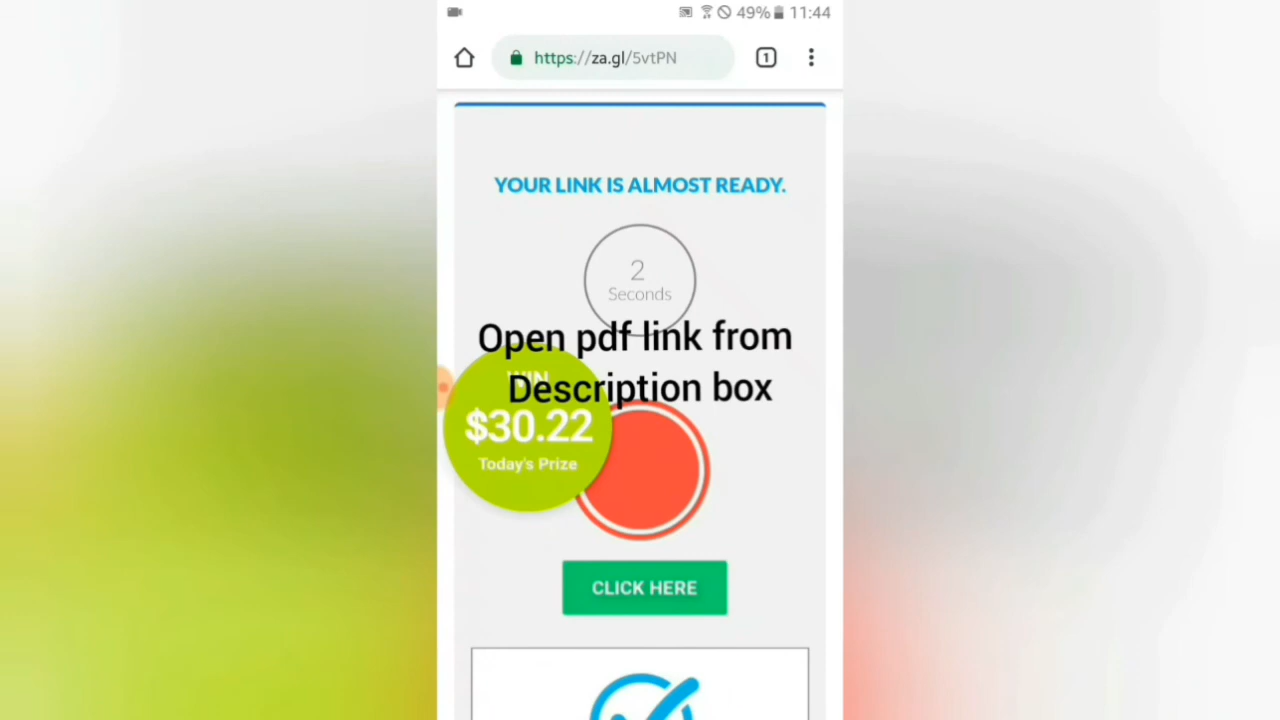 49% 11:44
1
https://za.gl/5vtPN
YOUR LINK IS ALMOST READY.
2
Seconds
Open pdf link from
Description box
WIN
$30.22
Today's Prize
CLICK HERE